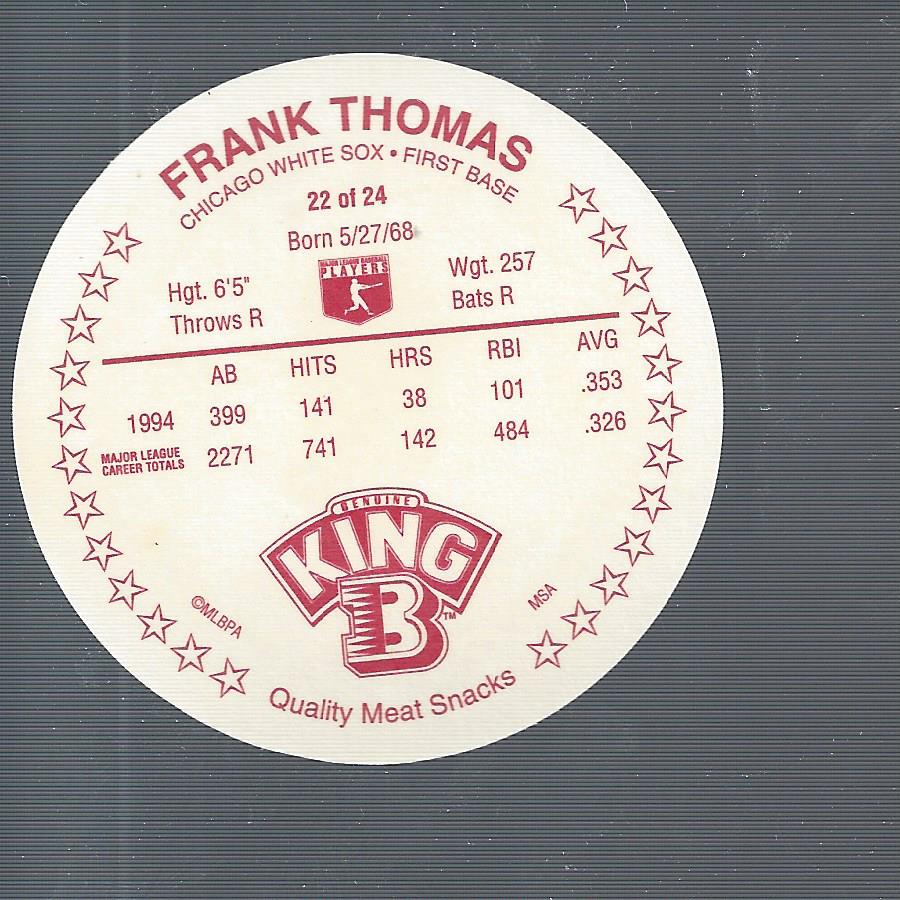 FRANK THOMAS
CHICAGO WHITE SOX • FIRST BASE
22 of 24
Born 5/27/68
Hgt. 6'5" Wgt. 257
Throws R Bats R
MAJOR LEAGUE BASEBALL
PLAYERS
AB HITS HRS RBI AVG
1994 399 141 38 101 .353
MAJOR LEAGUE
CAREER TOTALS 2271 741 142 484 .326
GENUINE
KING
B™
©MLBPA MSA
Quality Meat Snacks